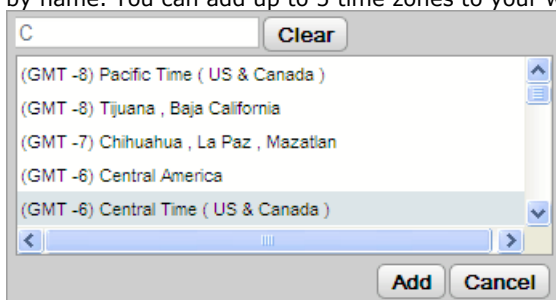 by name. You can add up to 5 time zones to your
C
Clear
(GMT -8) Pacific Time ( US & Canada )
(GMT -8) Tijuana , Baja California
(GMT -7) Chihuahua , La Paz , Mazatlan
(GMT -6) Central America
(GMT -6) Central Time ( US & Canada )
Add
Cancel